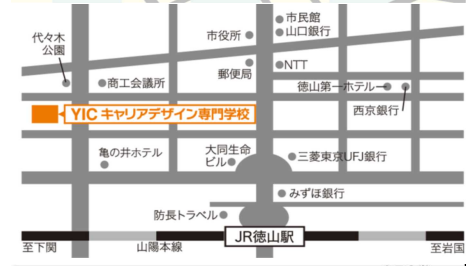 市民館
山口銀行
代々木
公園
市役所
郵便局
NTT
商工会議所
徳山第一ホテル
西京銀行
YIC キャリアデザイン専門学校
亀の井ホテル
大同生命
ビル
三菱東京UFJ銀行
みずほ銀行
防長トラベル
JR徳山駅
至下関
山陽本線
至岩国